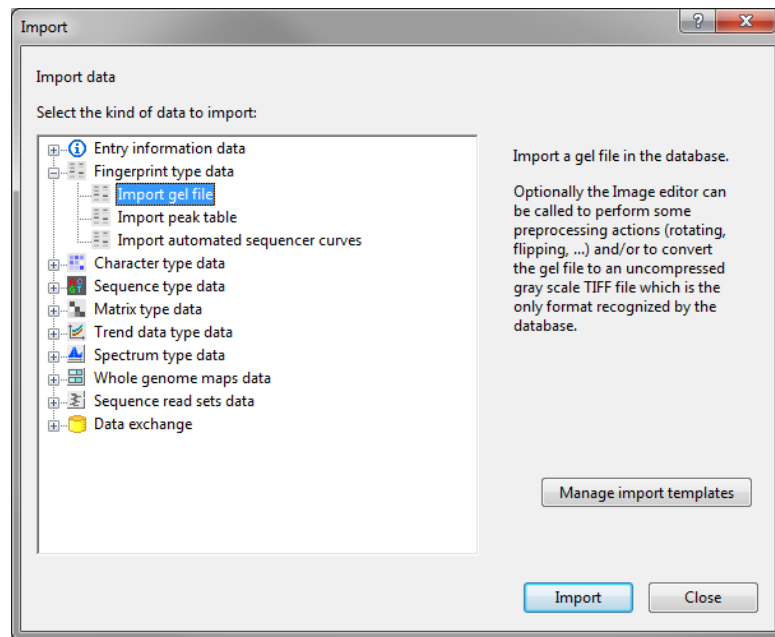 Import
Import data
Select the kind of data to import:
Entry information data
Fingerprint type data
Import gel file
Import peak table
Import automated sequencer curves
Character type data
Sequence type data
Matrix type data
Trend data type data
Spectrum type data
Whole genome maps data
Sequence read sets data
Data exchange
Import a gel file in the database.
Optionally the Image editor can
be called to perform some
preprocessing actions (rotating,
flipping, ...) and/or to convert
the gel file to an uncompressed
gray scale TIFF file which is the
only format recognized by the
database.
Manage import templates
Import
Close